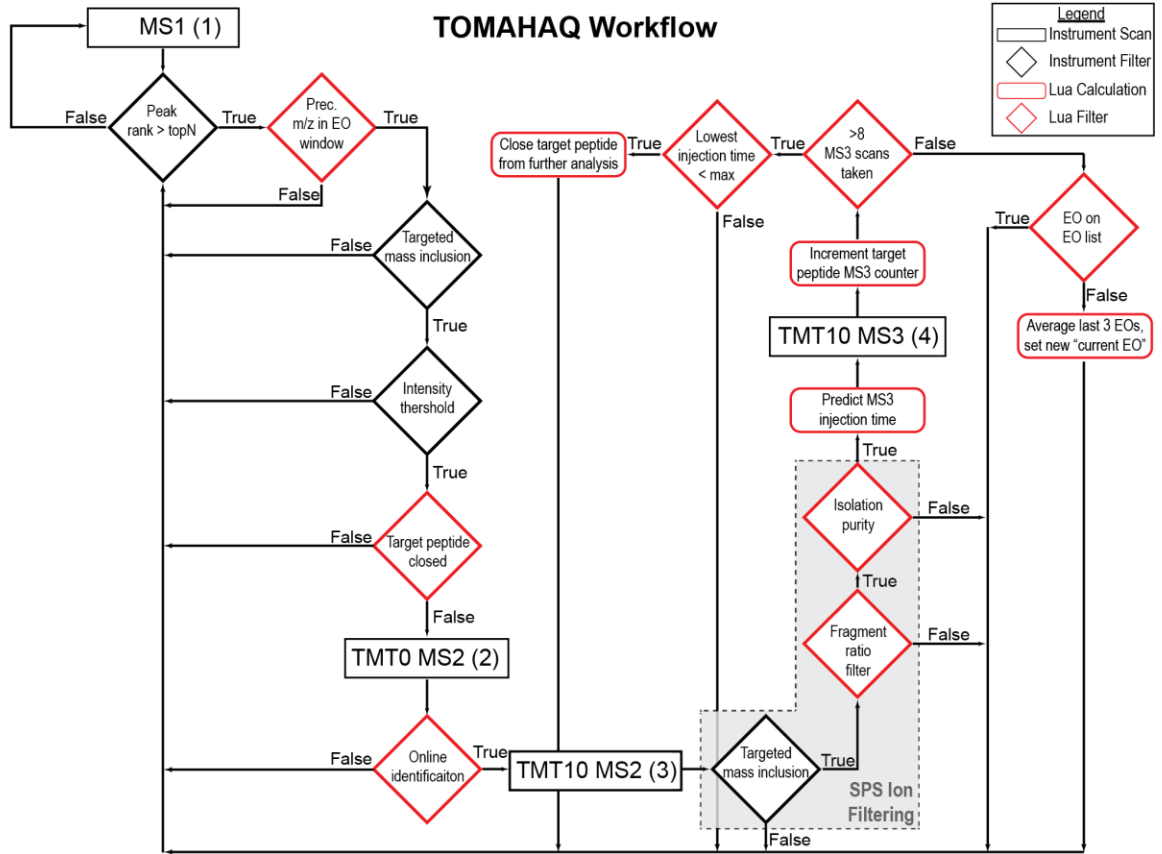 TOMAHAQ Workflow
Legend
Instrument Scan
Instrument Filter
Lua Calculation
Lua Filter
MS1 (1)
Peak
rank > topN
False
True
Prec.
m/z in EO
window
True
False
Targeted
mass inclusion
False
True
Intensity
thershold
False
True
Target peptide
closed
False
False
TMT0 MS2 (2)
Online
identificaiton
False
True
TMT10 MS2 (3)
Targeted
mass inclusion
True
False
SPS Ion
Filtering
Fragment
ratio
filter
False
True
Isolation
purity
False
True
Predict MS3
injection time
TMT10 MS3 (4)
Increment target
peptide MS3 counter
>8
MS3 scans
taken
True
False
Lowest
injection time
< max
True
False
Close target peptide
from further analysis
EO on
EO list
True
False
Average last 3 EOs,
set new “current EO”